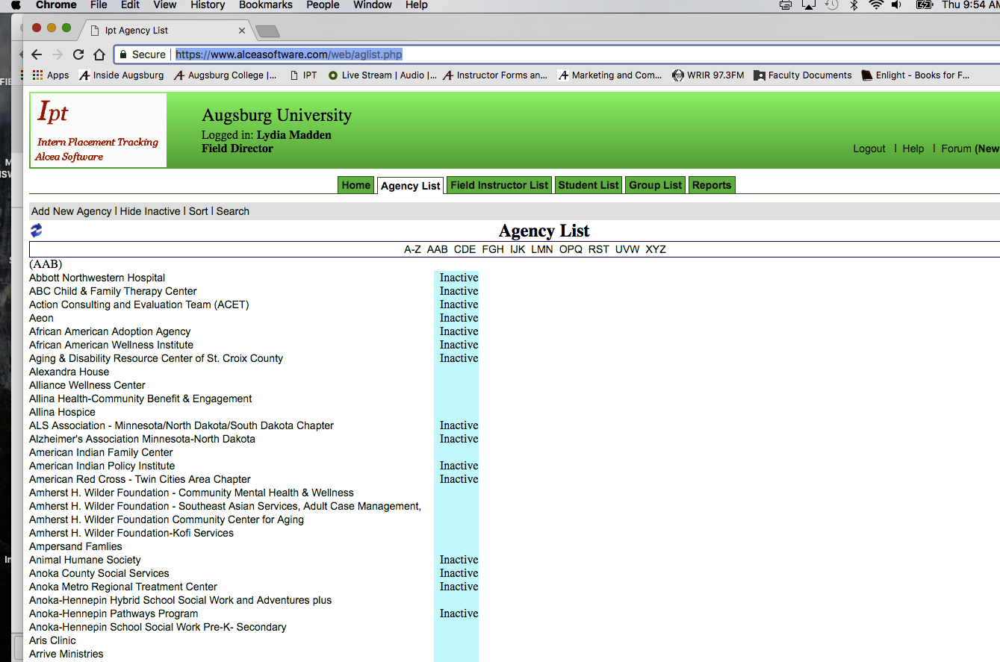 Chrome File Edit View History Bookmarks People Window Help Thu 9:54 AM
Ipt Agency List
Secure https://www.alceasoftware.com/web/aglist.php
Apps Inside Augsburg Augsburg College |... IPT Live Stream | Audio |... Instructor Forms an... Marketing and Com... WRIR 97.3FM Faculty Documents Enlight - Books for F...
Ipt
Intern Placement Tracking
Alcea Software
Augsburg University
Logged in: Lydia Madden
Field Director
Logout | Help | Forum (New
Home Agency List Field Instructor List Student List Group List Reports
Add New Agency | Hide Inactive | Sort | Search
Agency List
A-Z AAB CDE FGH IJK LMN OPQ RST UVW XYZ
(AAB)
Abbott Northwestern Hospital Inactive
ABC Child & Family Therapy Center Inactive
Action Consulting and Evaluation Team (ACET) Inactive
Aeon Inactive
African American Adoption Agency Inactive
African American Wellness Institute Inactive
Aging & Disability Resource Center of St. Croix County Inactive
Alexandra House
Alliance Wellness Center
Allina Health-Community Benefit & Engagement
Allina Hospice
ALS Association - Minnesota/North Dakota/South Dakota Chapter Inactive
Alzheimer's Association Minnesota-North Dakota Inactive
American Indian Family Center
American Indian Policy Institute Inactive
American Red Cross - Twin Cities Area Chapter Inactive
Amherst H. Wilder Foundation - Community Mental Health & Wellness
Amherst H. Wilder Foundation - Southeast Asian Services, Adult Case Management,
Amherst H. Wilder Foundation Community Center for Aging
Amherst H. Wilder Foundation-Kofi Services
Ampersand Famlies
Animal Humane Society Inactive
Anoka County Social Services Inactive
Anoka Metro Regional Treatment Center Inactive
Anoka-Hennepin Hybrid School Social Work and Adventures plus
Anoka-Hennepin Pathways Program Inactive
Anoka-Hennepin School Social Work Pre-K- Secondary
Aris Clinic
Arrive Ministries